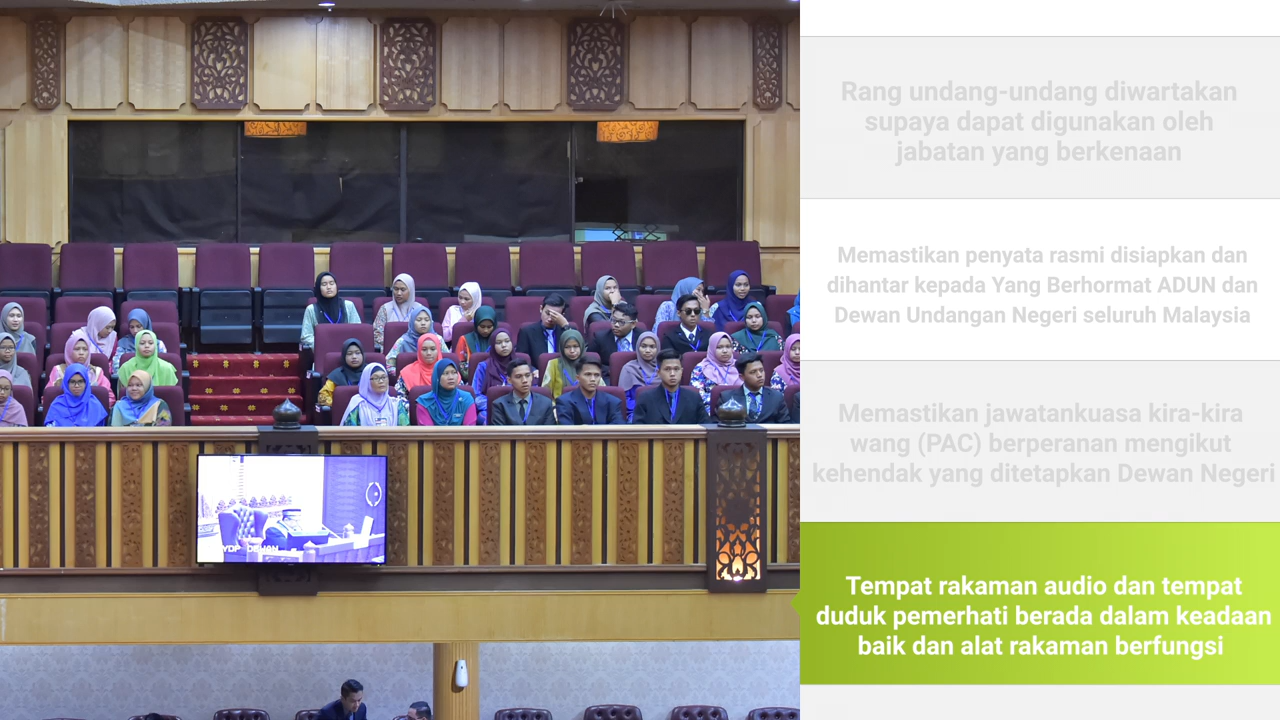 Rang undang-undang diwartakan
supaya dapat digunakan oleh
jabatan yang berkenaan
Memastikan penyata rasmi disiapkan dan
dihantar kepada Yang Berhormat ADUN dan
Dewan Undangan Negeri seluruh Malaysia
Memastikan jawatankuasa kira-kira
wang (PAC) berperanan mengikut
kehendak yang ditetapkan Dewan Negeri
Tempat rakaman audio dan tempat
duduk pemerhati berada dalam keadaan
baik dan alat rakaman berfungsi
YDP DEWAN